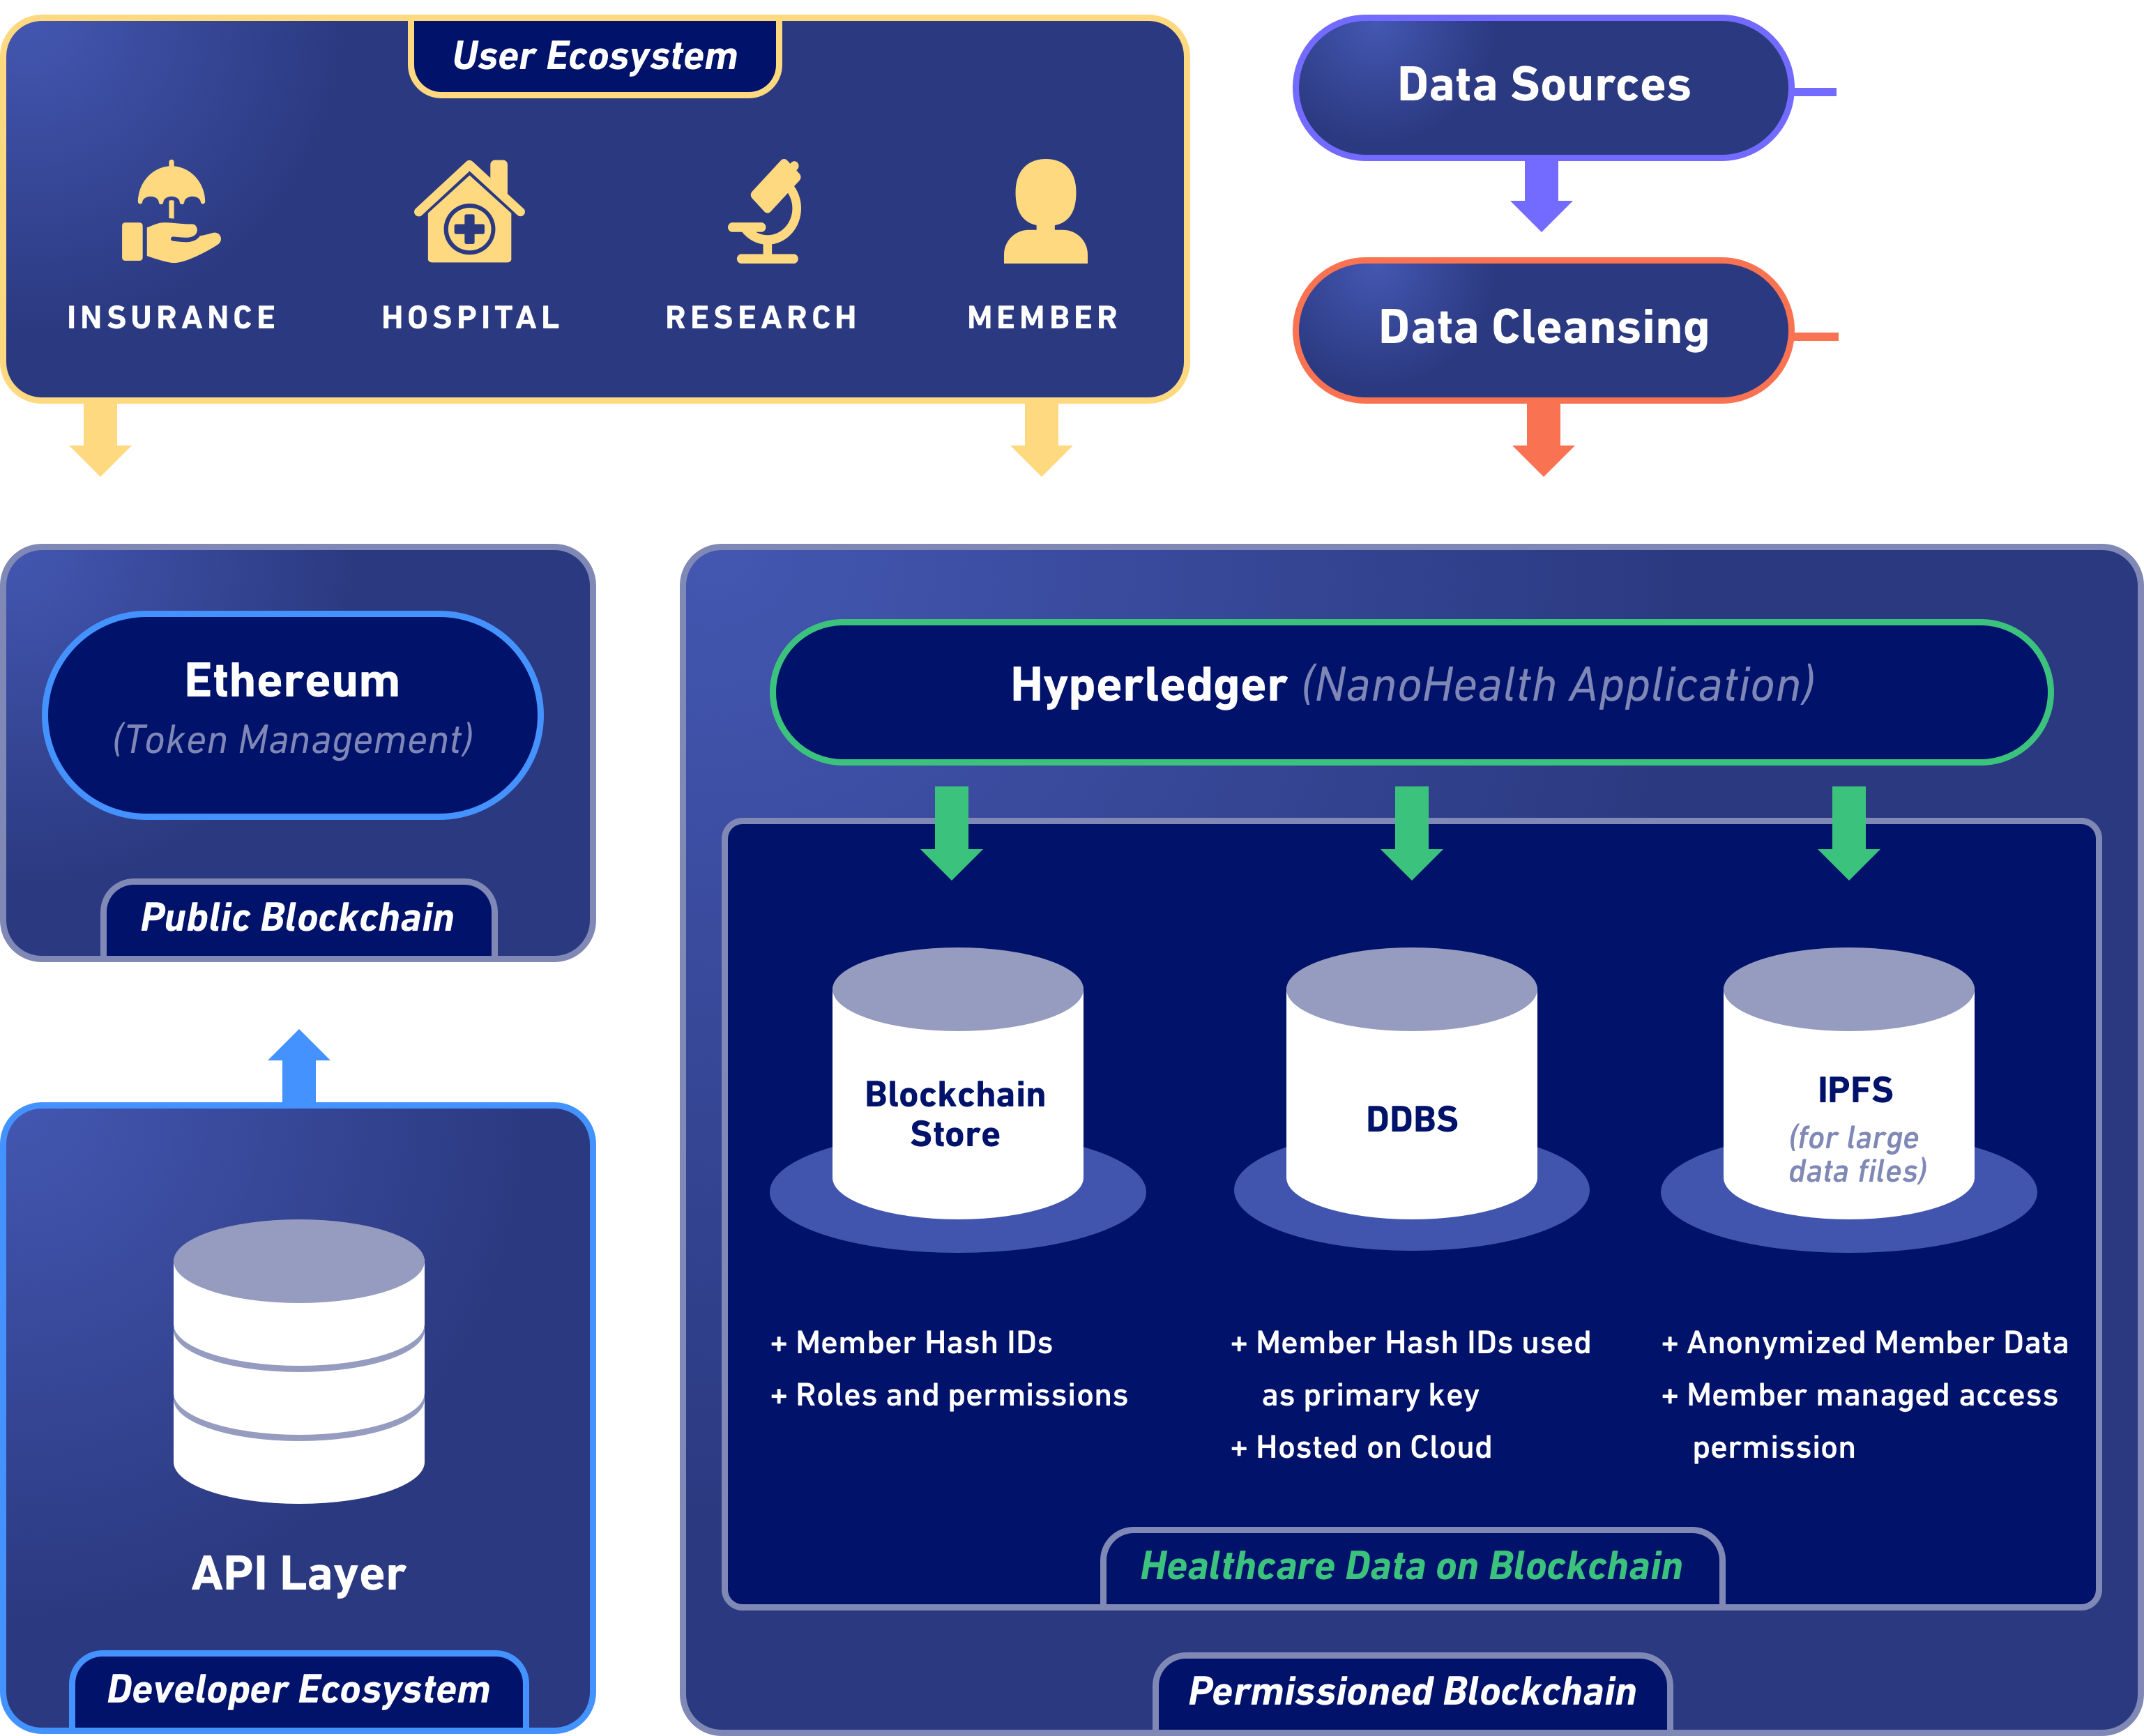 User Ecosystem
INSURANCE
HOSPITAL
RESEARCH
MEMBER
Data Sources
Data Cleansing
Ethereum
(Token Management)
Public Blockchain
API Layer
Developer Ecosystem
Hyperledger (NanoHealth Application)
Blockchain
Store
+ Member Hash IDs
+ Roles and permissions
DDBS
+ Member Hash IDs used
as primary key
+ Hosted on Cloud
IPFS
(for large
data files)
+ Anonymized Member Data
+ Member managed access
permission
Healthcare Data on Blockchain
Permissioned Blockchain